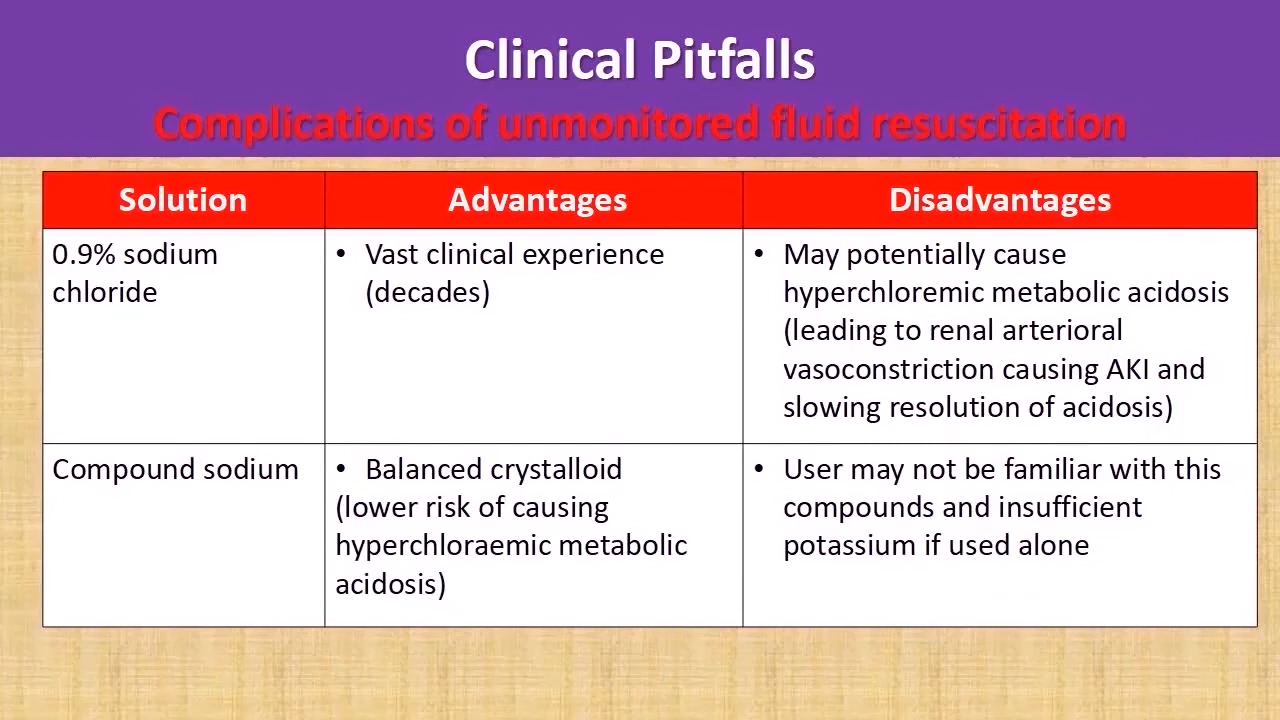 Clinical Pitfalls
Complications of unmonitored fluid resuscitation
Solution
Advantages
Disadvantages
0.9% sodium
chloride
• Vast clinical experience
(decades)
• May potentially cause
hyperchloremic metabolic acidosis
(leading to renal arterioral
vasoconstriction causing AKI and
slowing resolution of acidosis)
Compound sodium
• Balanced crystalloid
(lower risk of causing
hyperchloraemic metabolic
acidosis)
• User may not be familiar with this
compounds and insufficient
potassium if used alone